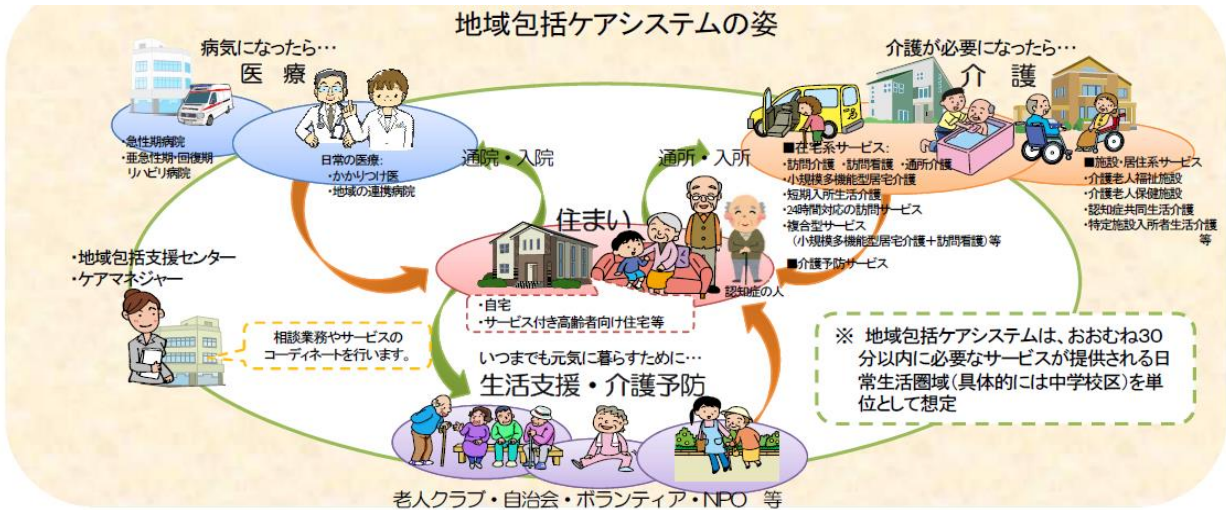 地域包括ケアシステムの姿
病気になったら…
医 療
・急性期病院
・亜急性期・回復期
リハビリ病院
日常の医療:
・かかりつけ医
・地域の連携病院
通院・入院
通所・入所
介護が必要になったら…
介 護
■在宅系サービス:
・訪問介護・訪問看護・通所介護
・小規模多機能型居宅介護
・短期入所生活介護
・24時間対応の訪問サービス
・複合型サービス
(小規模多機能型居宅介護+訪問看護)等
■介護予防サービス
■施設・居住系サービス
・介護老人福祉施設
・介護老人保健施設
・認知症共同生活介護
・特定施設入所者生活介護
等
住まい
認知症の人
・自宅
・サービス付き高齢者向け住宅等
・地域包括支援センター
・ケアマネジャー
相談業務やサービスの
コーディネートを行います。
いつまでも元気に暮らすために…
生活支援・介護予防
老人クラブ・自治会・ボランティア・NPO 等
※ 地域包括ケアシステムは、おおむね30
分以内に必要なサービスが提供される日
常生活圏域(具体的には中学校区)を単
位として想定